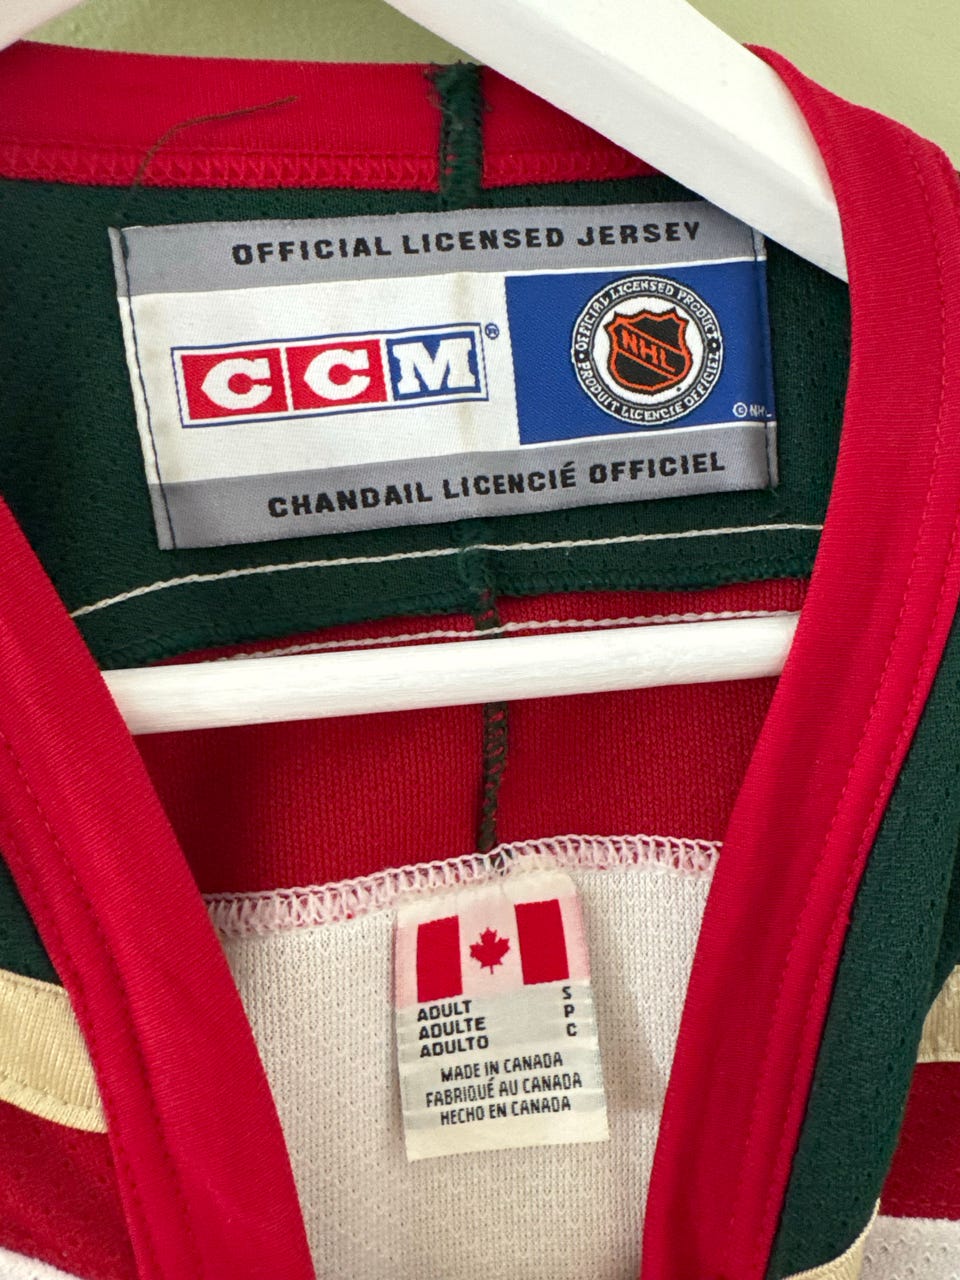 OFFICIAL LICENSED JERSEY
CCM®
OFFICIAL LICENSED PRODUCT
NHL
PRODUIT LICENCIÉ OFFICIEL
© NHL
CHANDAIL LICENCIÉ OFFICIEL
ADULT S
ADULTE P
ADULTO C
MADE IN CANADA
FABRIQUÉ AU CANADA
HECHO EN CANADA